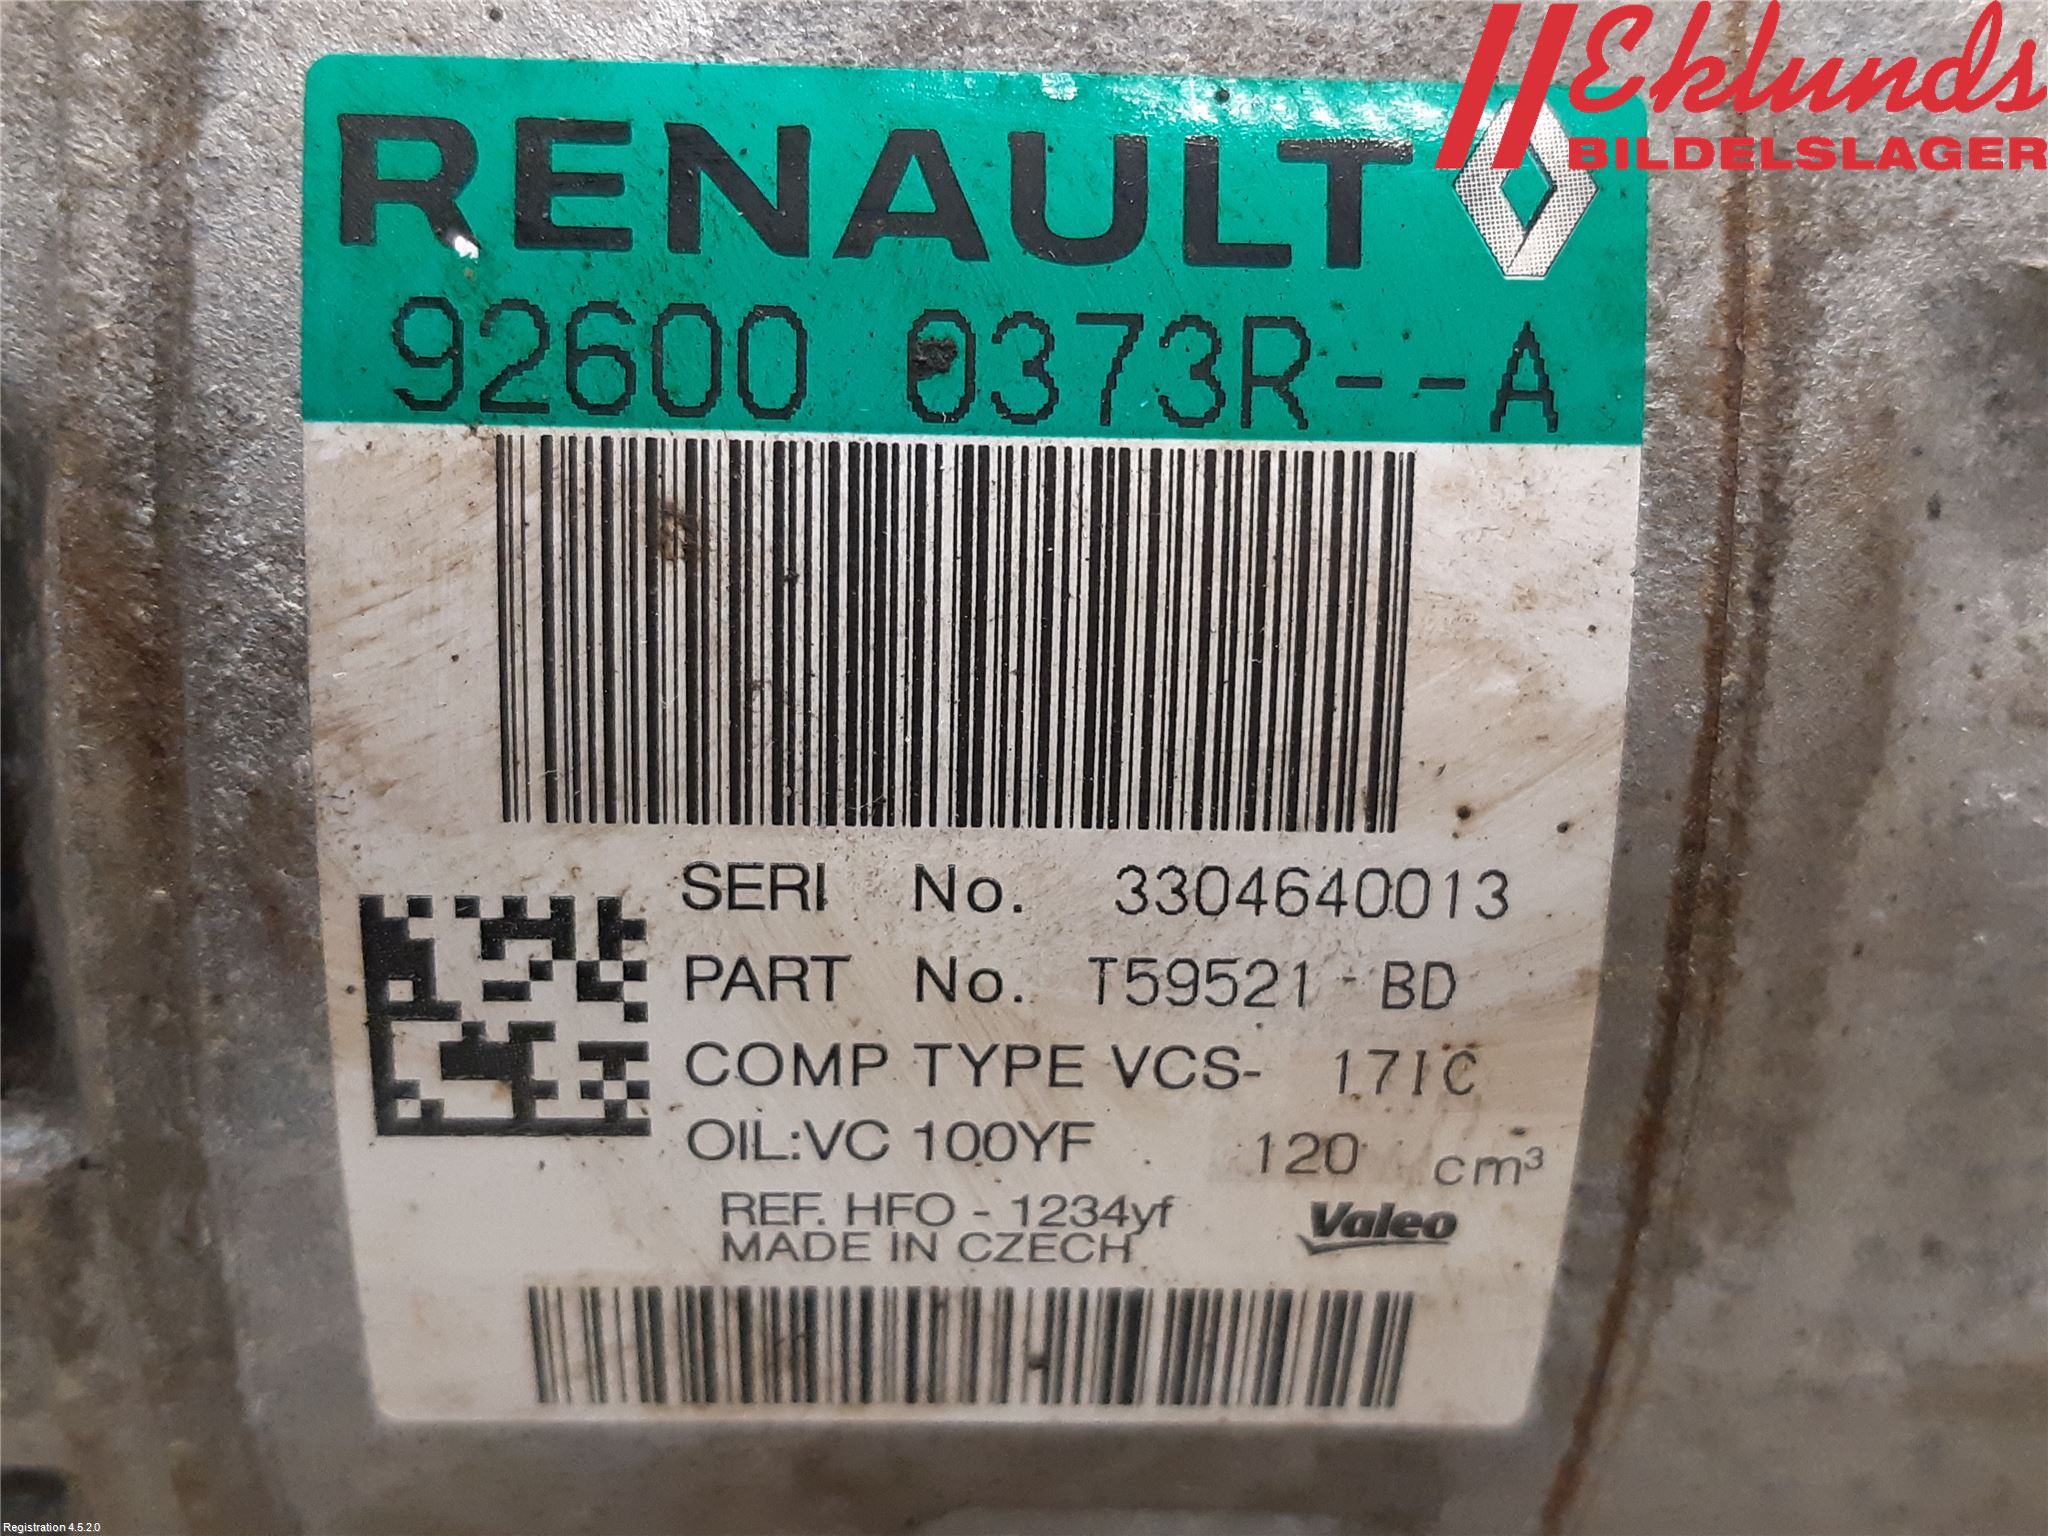 Eklunds
BILDELSLAGER
RENAULT
92600 0373R--A
SERI No. 3304640013
PART No. T59521-BD
COMP TYPE VCS- 17IC
OIL:VC 100YF 120 cm³
REF. HFO - 1234yf
MADE IN CZECH
Valeo
Registration 4.5.2.0